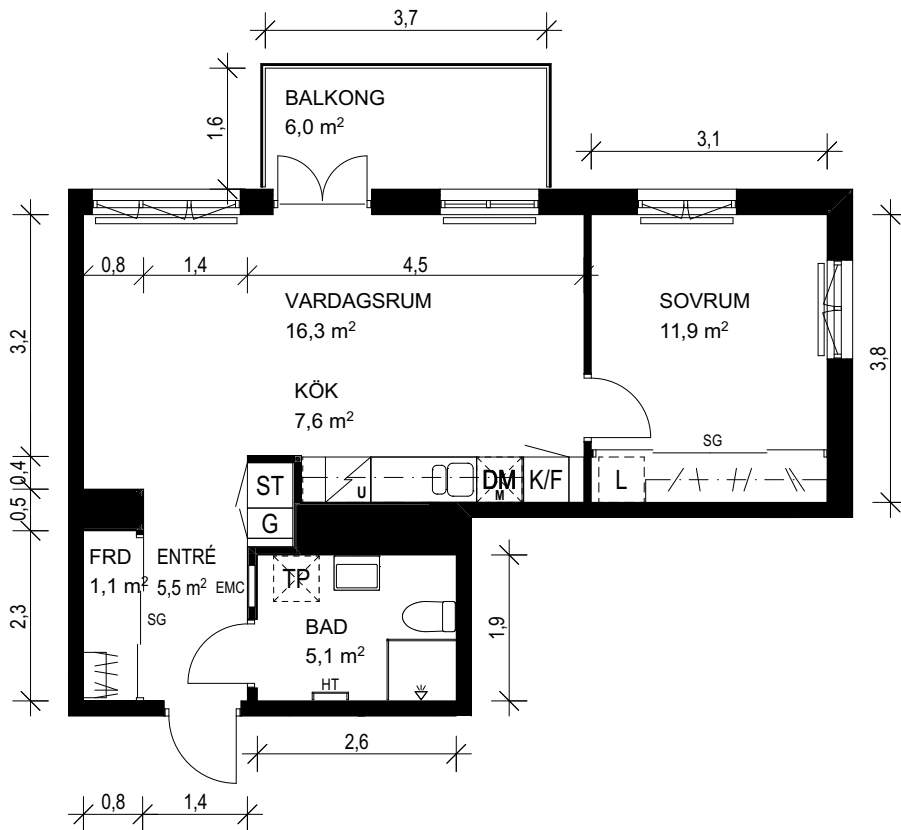 3,7
BALKONG
6,0 m²
1,6
3,1
0,8 1,4 4,5
VARDAGSRUM
16,3 m²
SOVRUM
11,9 m²
3,2
3,8
KÖK
7,6 m²
SG
0,4
ST
U
DM
M
K/F
L
0,5
G
FRD
1,1 m²
ENTRÉ
5,5 m²
EMC
TP
2,3
SG
BAD
5,1 m²
1,9
HT
2,6
0,8 1,4